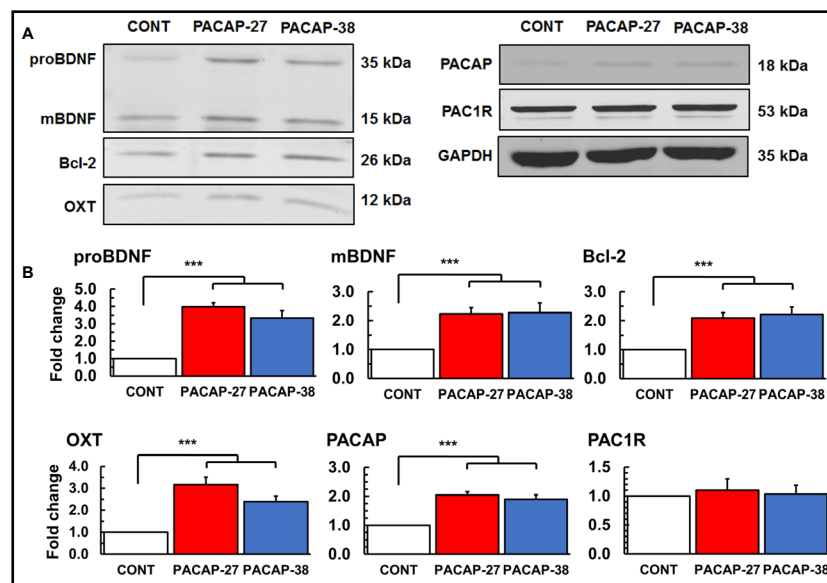 A
CONT PACAP-27 PACAP-38
proBDNF 35 kDa
mBDNF 15 kDa
Bcl-2 26 kDa
OXT 12 kDa
CONT PACAP-27 PACAP-38
PACAP 18 kDa
PAC1R 53 kDa
GAPDH 35 kDa
B
proBDNF
***
Fold change
5.0
4.0
3.0
2.0
1.0
0.0
CONT PACAP-27 PACAP-38
mBDNF
***
3.0
2.0
1.0
0.0
CONT PACAP-27 PACAP-38
Bcl-2
***
3.0
2.0
1.0
0.0
CONT PACAP-27 PACAP-38
OXT
***
Fold change
4.0
3.0
2.0
1.0
0.0
CONT PACAP-27 PACAP-38
PACAP
***
3.0
2.0
1.0
0.0
CONT PACAP-27 PACAP-38
PAC1R
1.5
1.0
0.5
0.0
CONT PACAP-27 PACAP-38